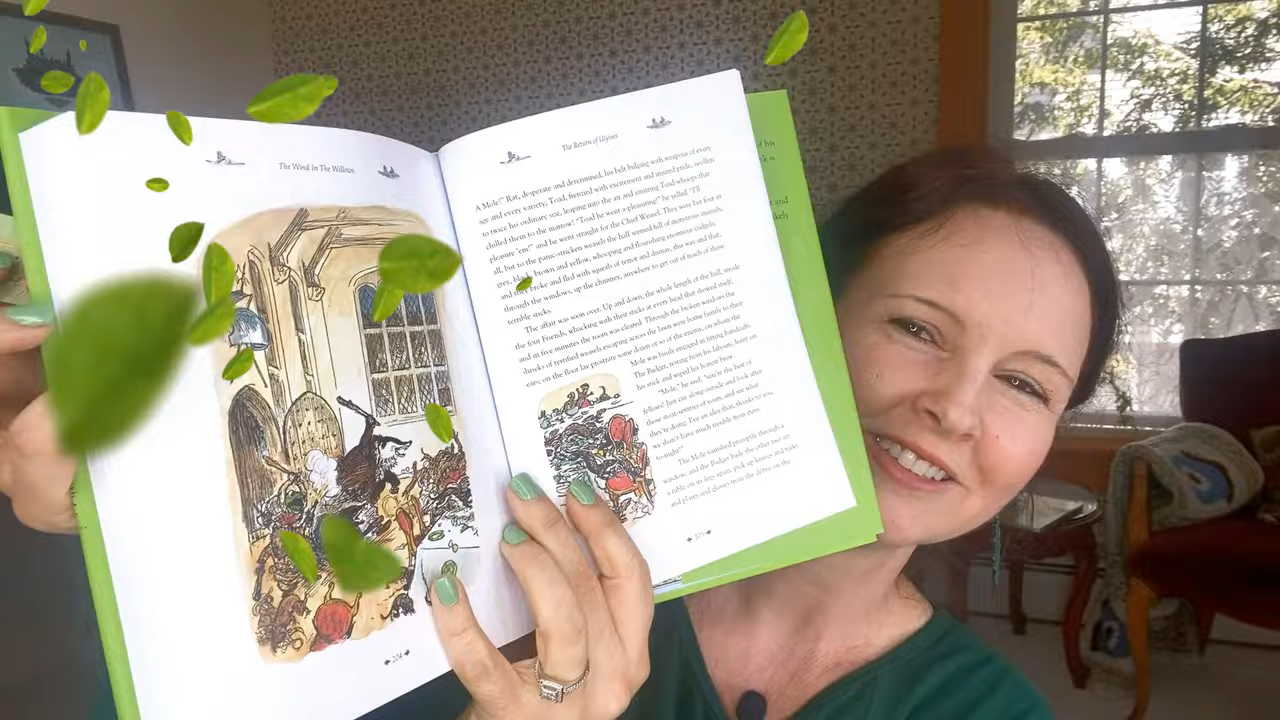 The Wind In The Willows
204
The Return of Ulysses
A Mole!" Rat, desperate and determined, his belt bulging with weapons of every
age and every variety; Toad, frenzied with excitement and injured pride, swollen
to twice his ordinary size, leaping into the air and emitting Toad-whoops that
chilled them to the marrow! "Toad he went a-pleasuring!" he yelled. "I'll
pleasure 'em!" and he went straight for the Chief Weasel. They were but four in
all, but to the panic-stricken weasels the hall seemed full of monstrous animals,
grey, black, brown and yellow, whooping and flourishing enormous cudgels;
and they broke and fled with squeals of terror and dismay, this way and that,
through the windows, up the chimney, anywhere to get out of reach of those
terrible sticks.
The affair was soon over. Up and down, the whole length of the hall, strode
the four Friends, whacking with their sticks at every head that showed itself;
and in five minutes the room was cleared. Through the broken windows the
shrieks of terrified weasels escaping across the lawn were borne faintly to their
ears; on the floor lay prostrate some dozen or so of the enemy, on whom the
Mole was busily engaged in fitting handcuffs.
The Badger, resting from his labours, leant on
his stick and wiped his honest brow.
"Mole," he said, "you're the best of
fellows! Just cut along outside and look after
those stoat-sentries of yours, and see what
they're doing. I've an idea that, thanks to you,
we shan't have much trouble from them
to-night!"
The Mole vanished promptly through a
window; and the Badger bade the other two set
a table on its legs again, pick up knives and forks
and plates and glasses from the debris on the
205
and